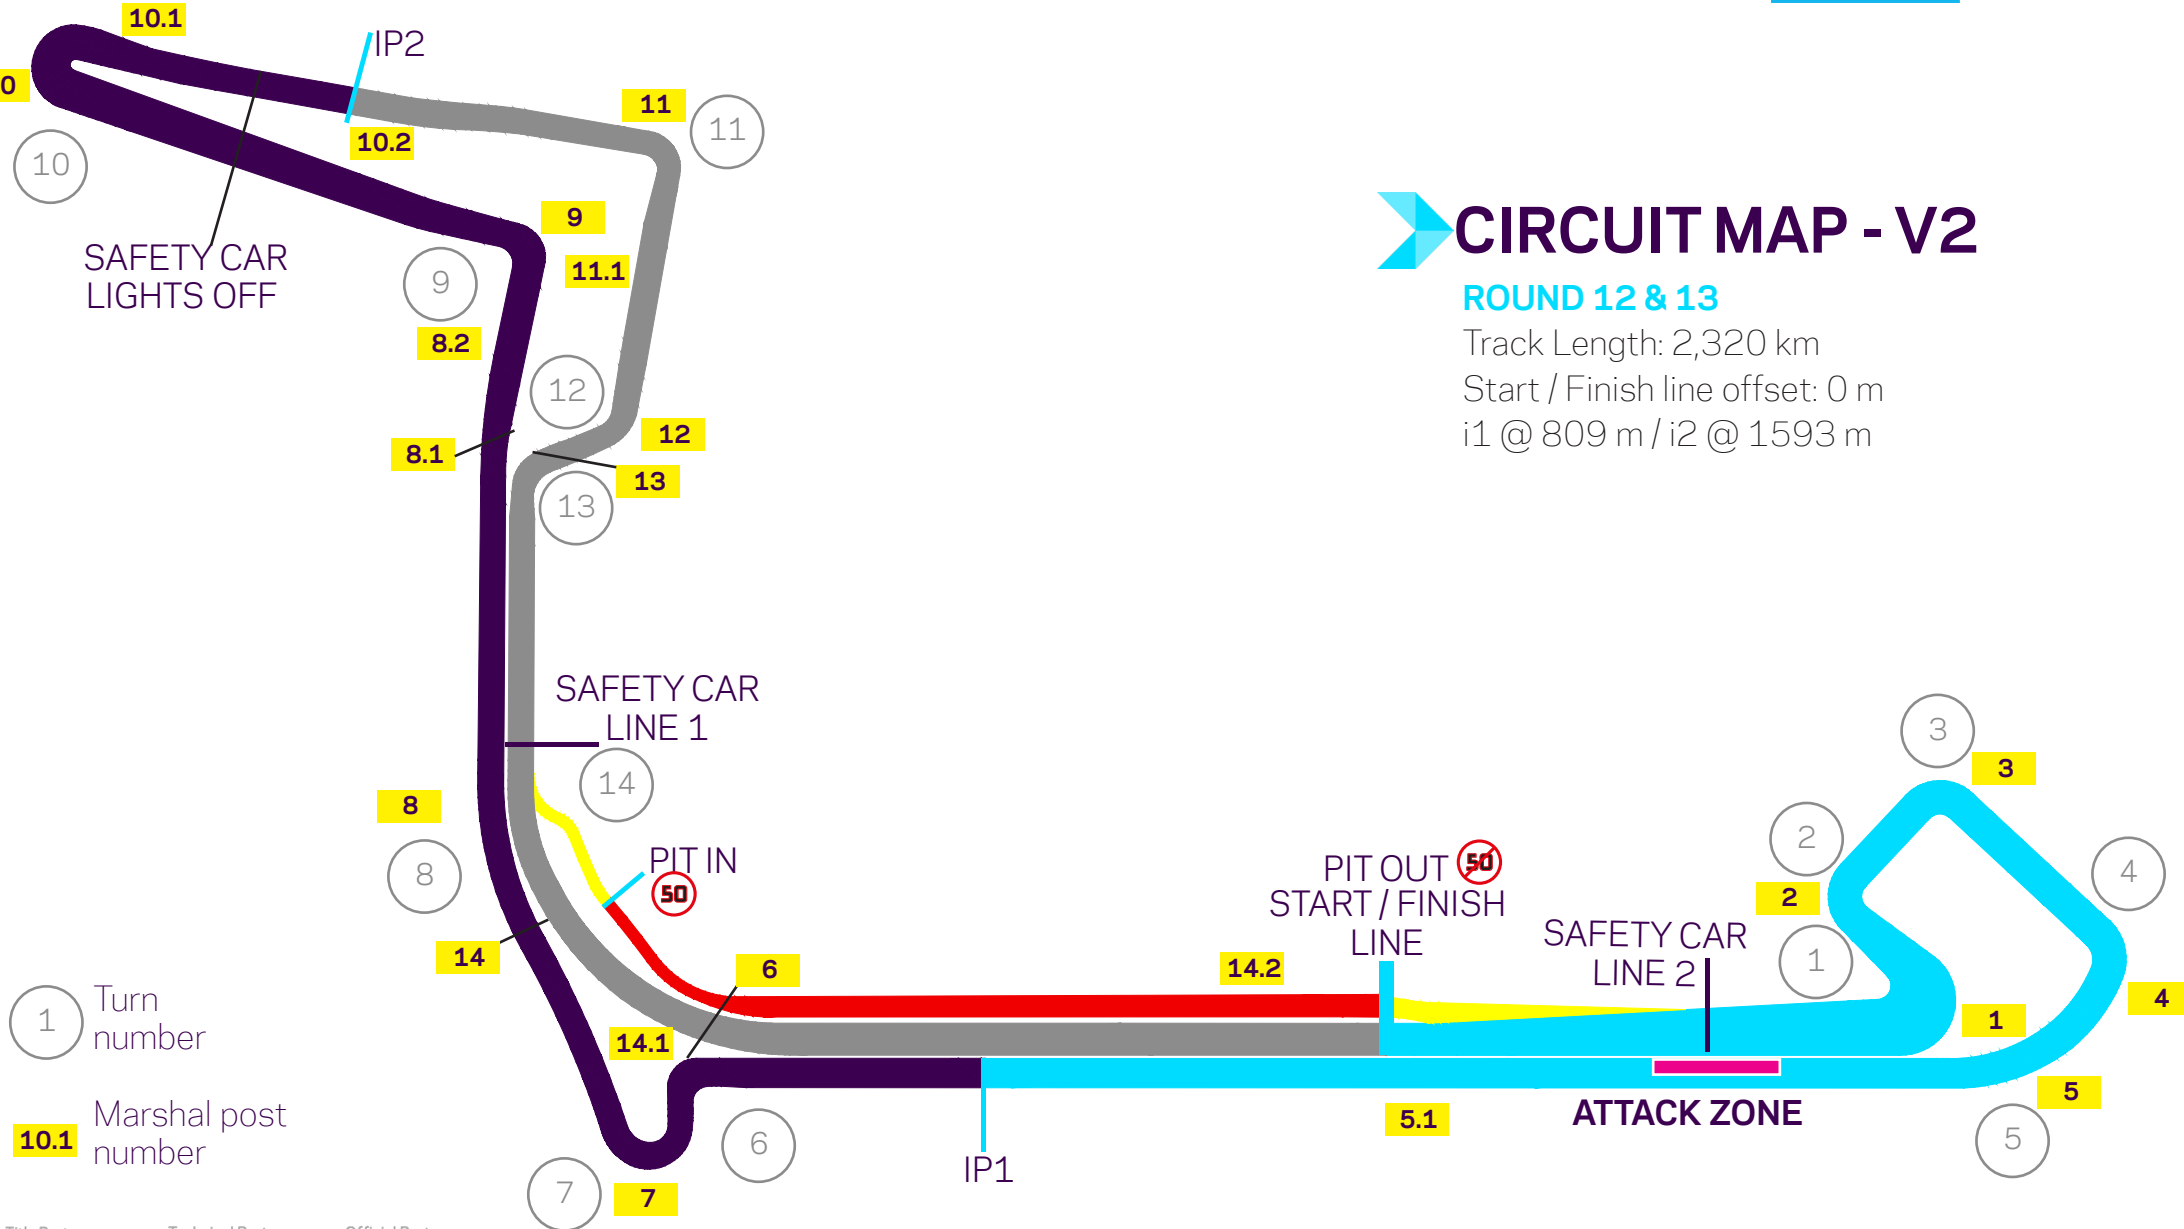 10.1
IP2
0
11
11
10.2
10
9
SAFETY CAR
LIGHTS OFF
9
11.1
8.2
12
12
8.1
13
13
CIRCUIT MAP - V2
ROUND 12 & 13
Track Length: 2,320 km
Start / Finish line offset: 0 m
i1 @ 809 m / i2 @ 1593 m
SAFETY CAR
LINE 1
14
8
8
PIT IN
50
14
6
14.1
14.2
PIT OUT 50
START / FINISH
LINE
SAFETY CAR
LINE 2
3
3
2
2
4
1
4
1
5
5
ATTACK ZONE
5.1
IP1
6
7
7
1
Turn
number
10.1
Marshal post
number